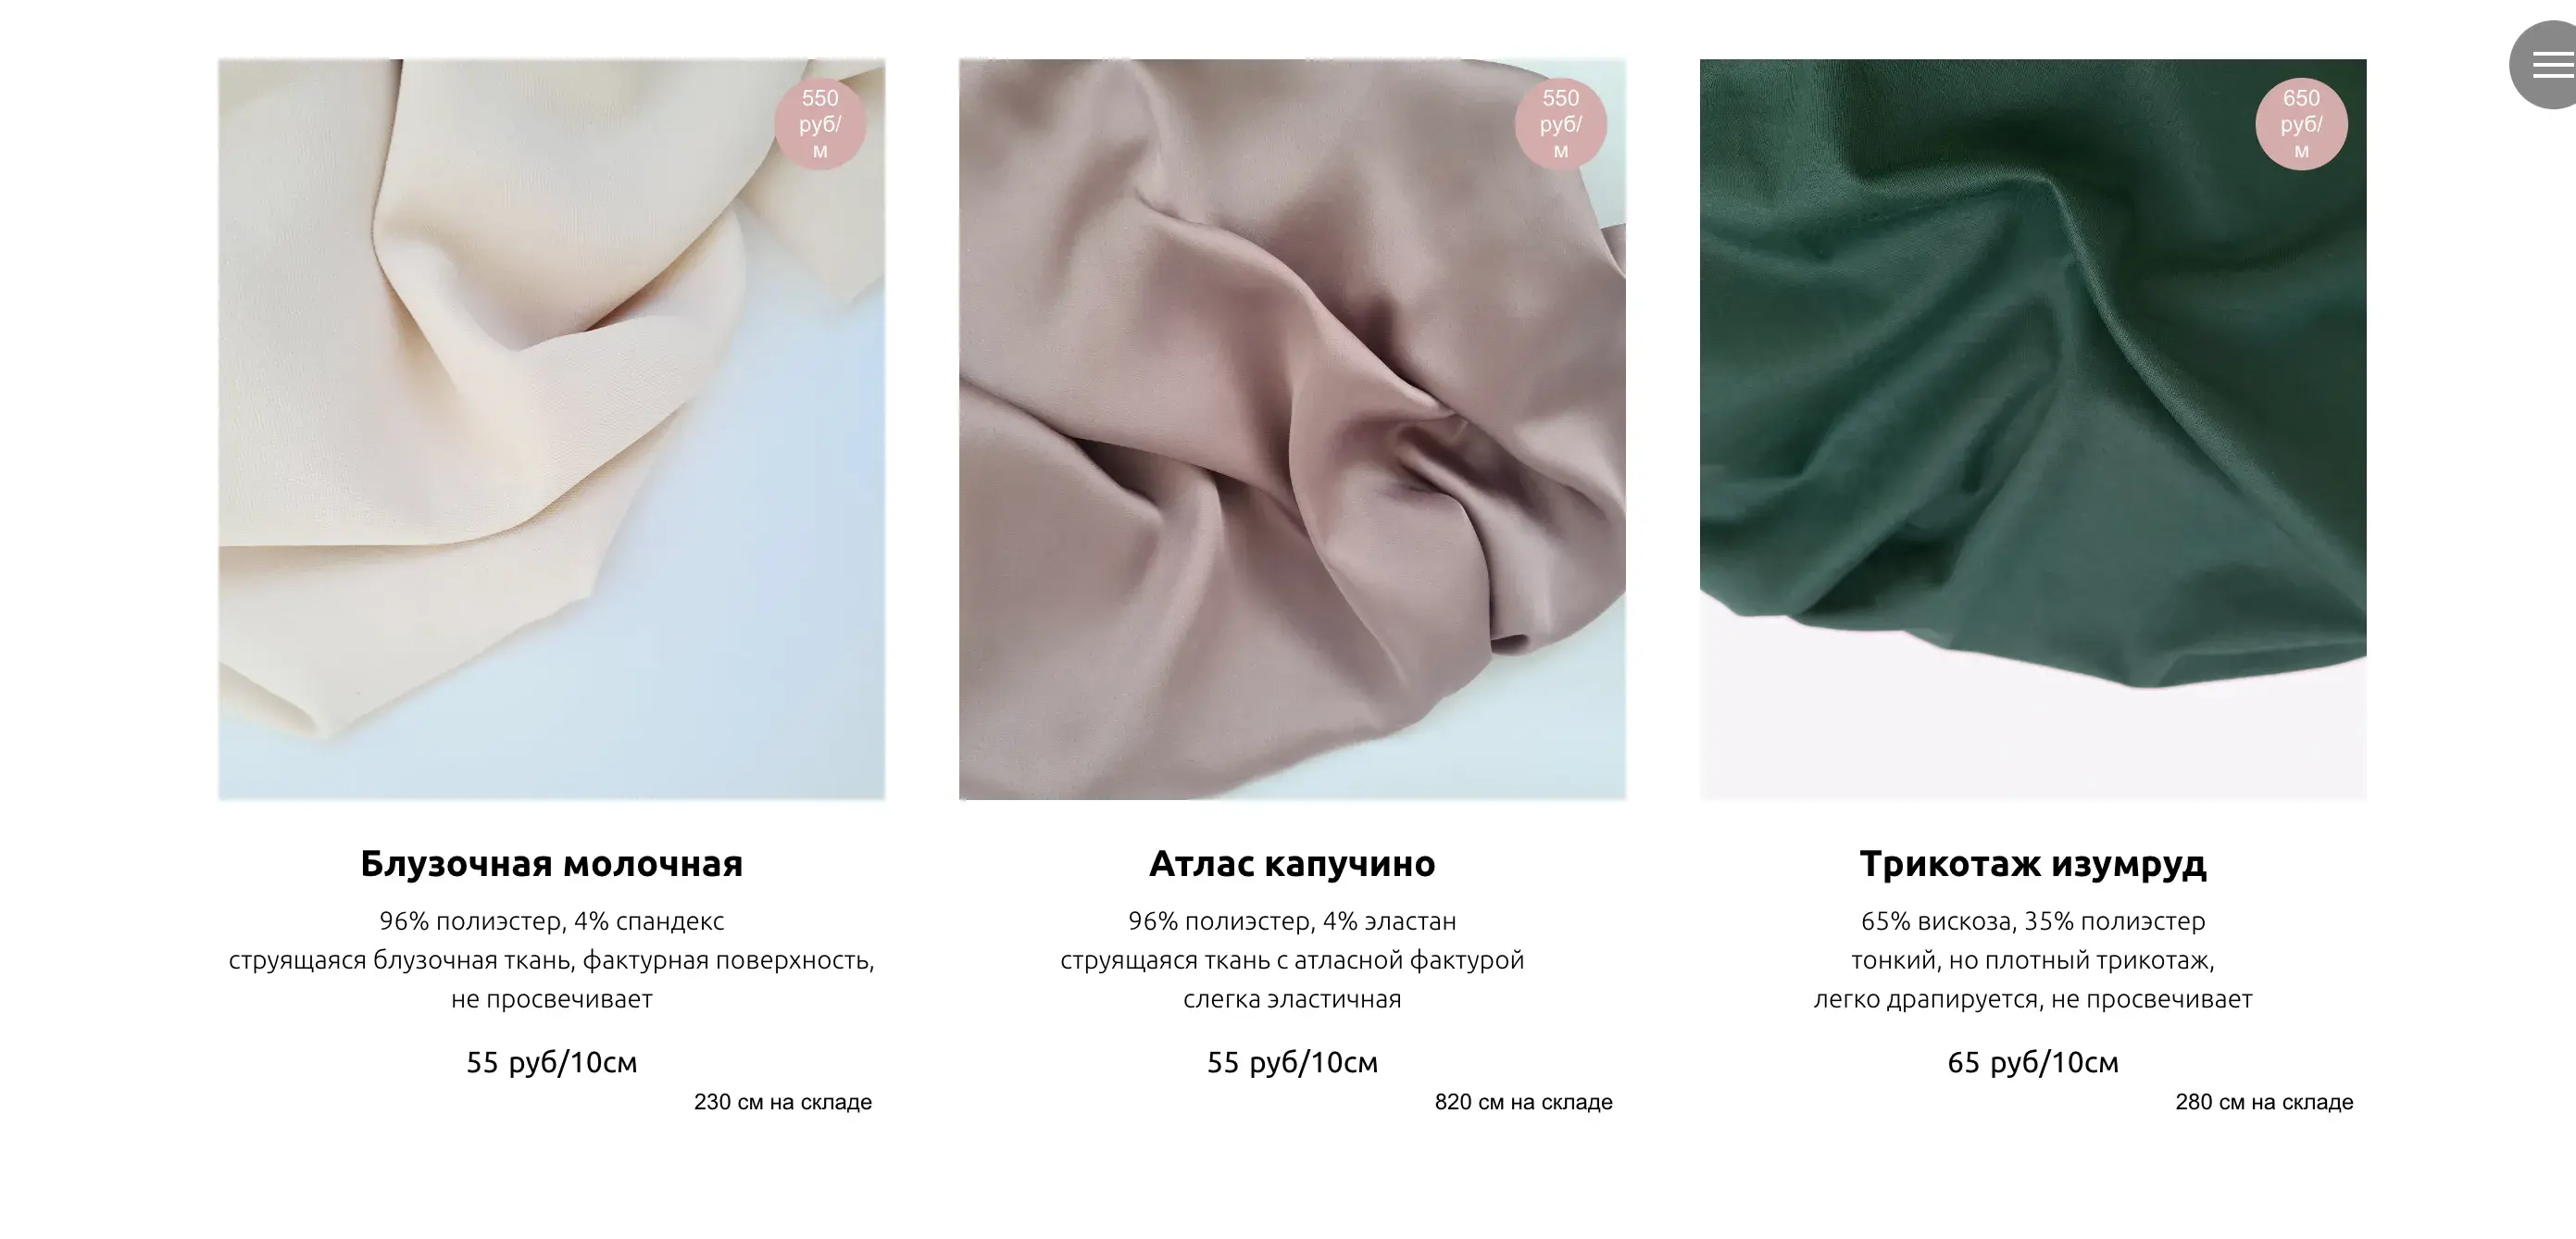 550
руб/
м
550
руб/
м
650
руб/
м
Блузочная молочная
96% полиэстер, 4% спандекс
струящаяся блузочная ткань, фактурная поверхность,
не просвечивает
55 руб/10см
230 см на складе
Атлас капучино
96% полиэстер, 4% эластан
струящаяся ткань с атласной фактурой
слегка эластичная
55 руб/10см
820 см на складе
Трикотаж изумруд
65% вискоза, 35% полиэстер
тонкий, но плотный трикотаж,
легко драпируется, не просвечивает
65 руб/10см
280 см на складе